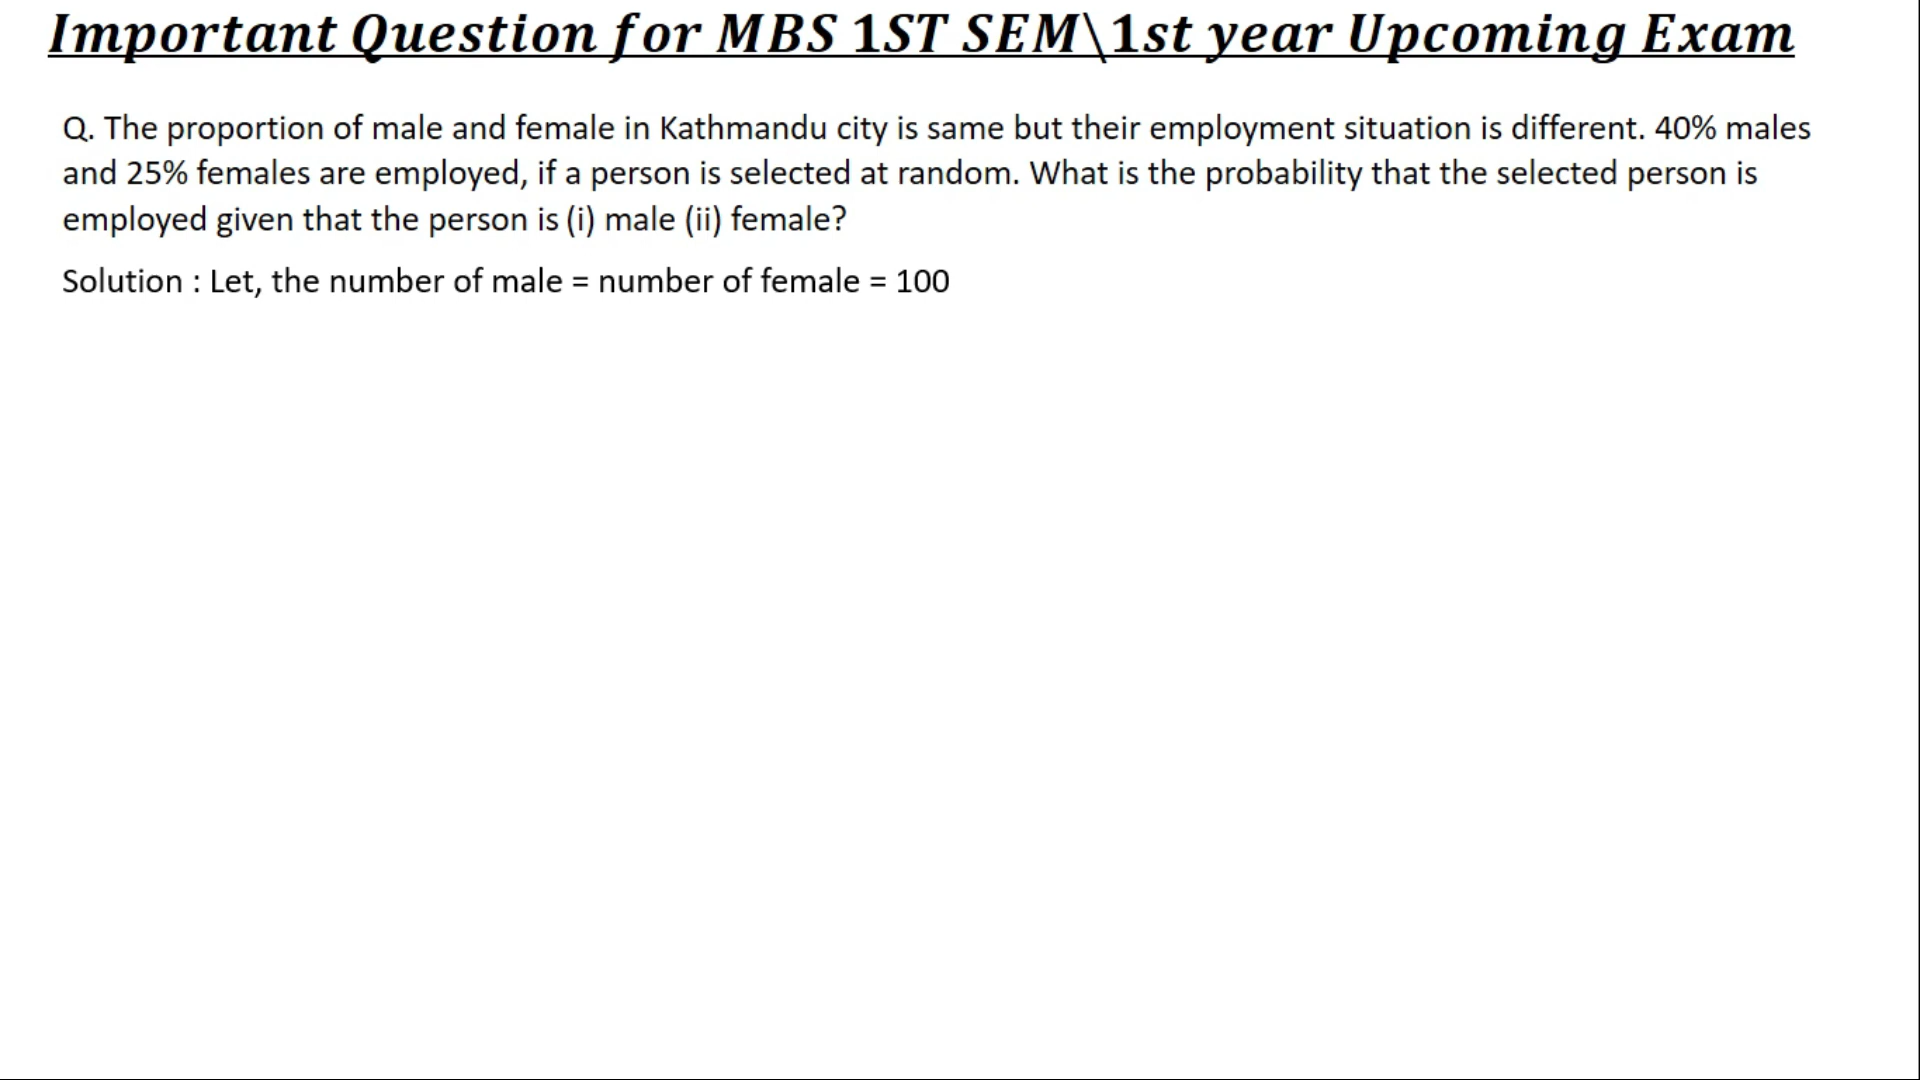 Important Question for MBS 1ST SEM\1st year Upcoming Exam
Q. The proportion of male and female in Kathmandu city is same but their employment situation is different. 40% males
and 25% females are employed, if a person is selected at random. What is the probability that the selected person is
employed given that the person is (i) male (ii) female?
Solution : Let, the number of male = number of female = 100